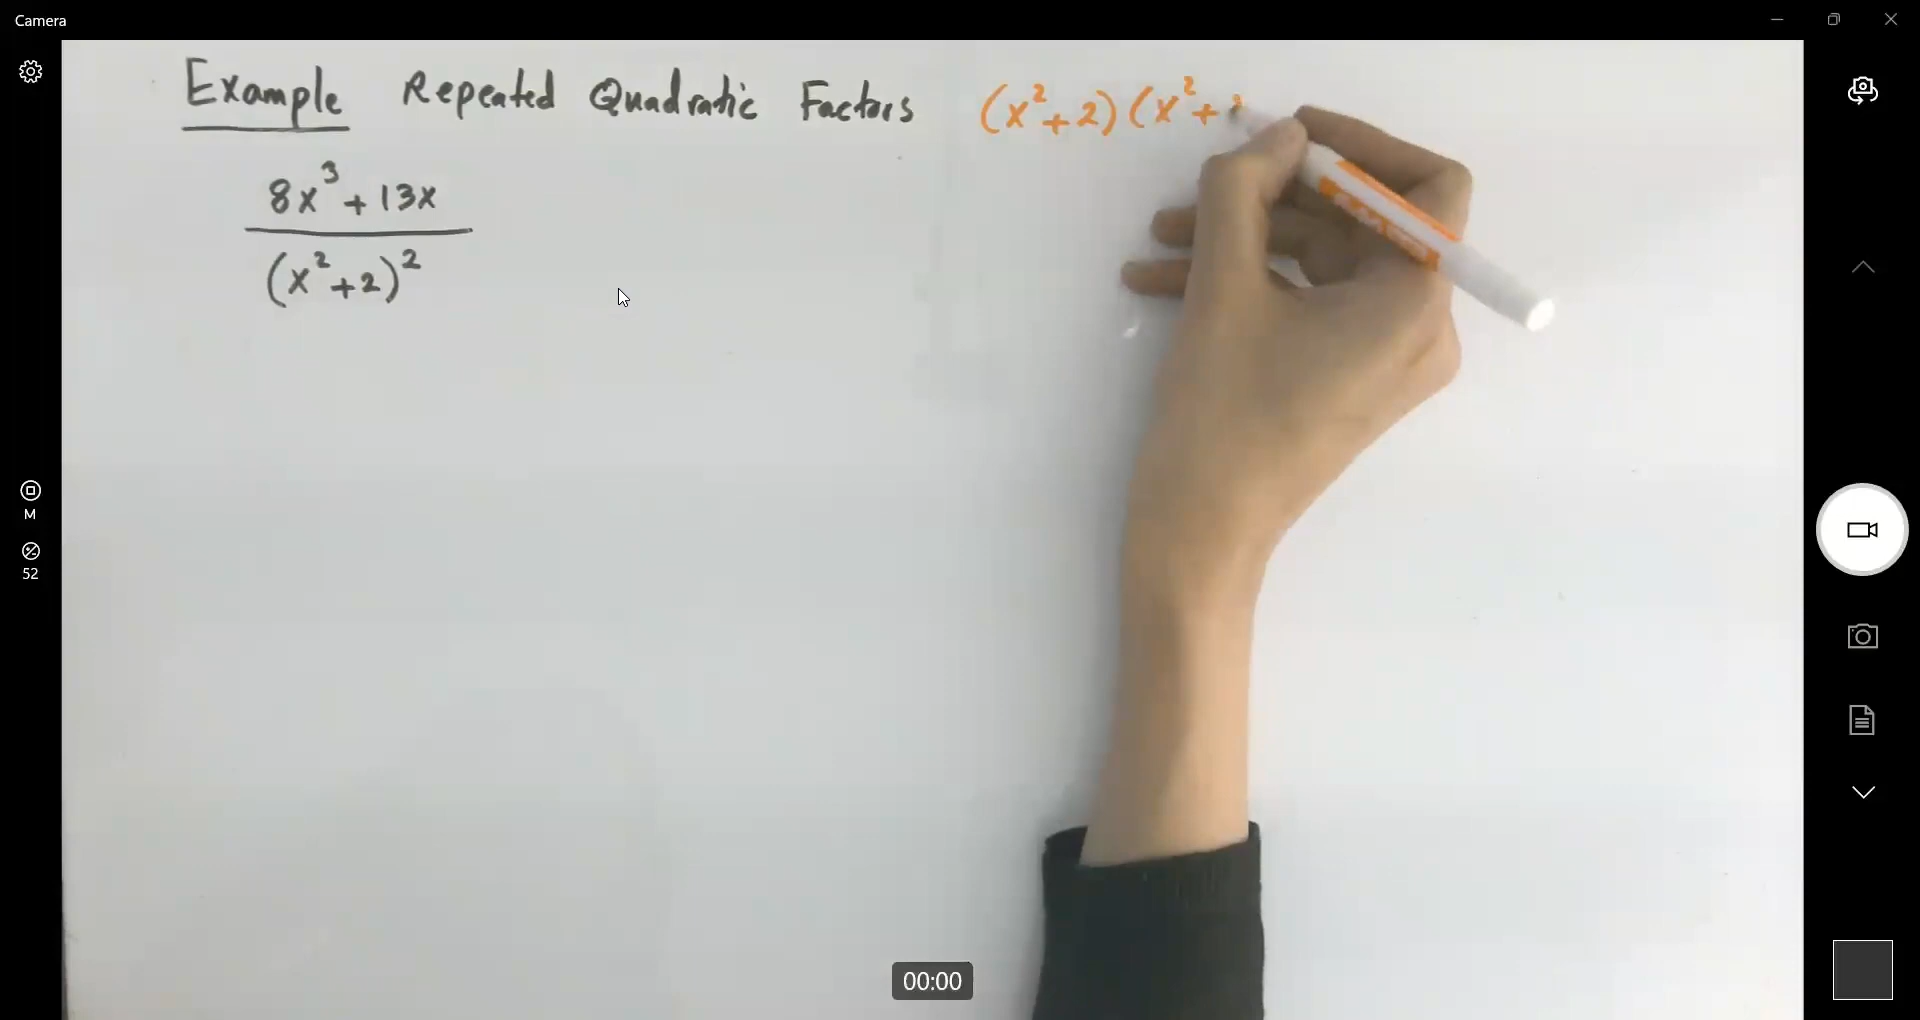 Camera
Example Repeated Quadratic Factors (x²+2)(x²+
8x³+13x
(x²+2)²
M
52
00:00